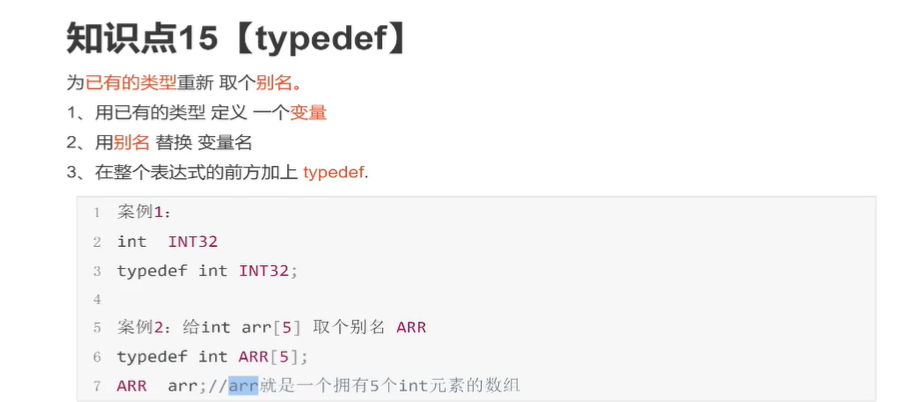 知识点15【typedef】
为已有的类型重新 取个别名。
1、用已有的类型 定义 一个变量
2、用别名 替换 变量名
3、在整个表达式的前方加上 typedef.
1 案例1：
2 int  INT32
3 typedef int INT32;
4
5 案例2：给int arr[5] 取个别名 ARR
6 typedef int ARR[5];
7 ARR  arr;//arr就是一个拥有5个int元素的数组